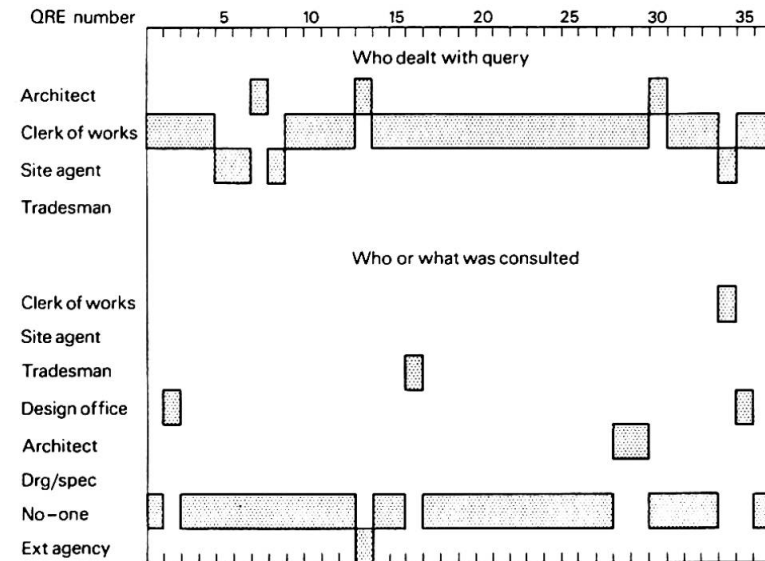 QRE number 5 10 15 20 25 30 35
Who dealt with query
Architect
Clerk of works
Site agent
Tradesman
Who or what was consulted
Clerk of works
Site agent
Tradesman
Design office
Architect
Drg/spec
No-one
Ext agency